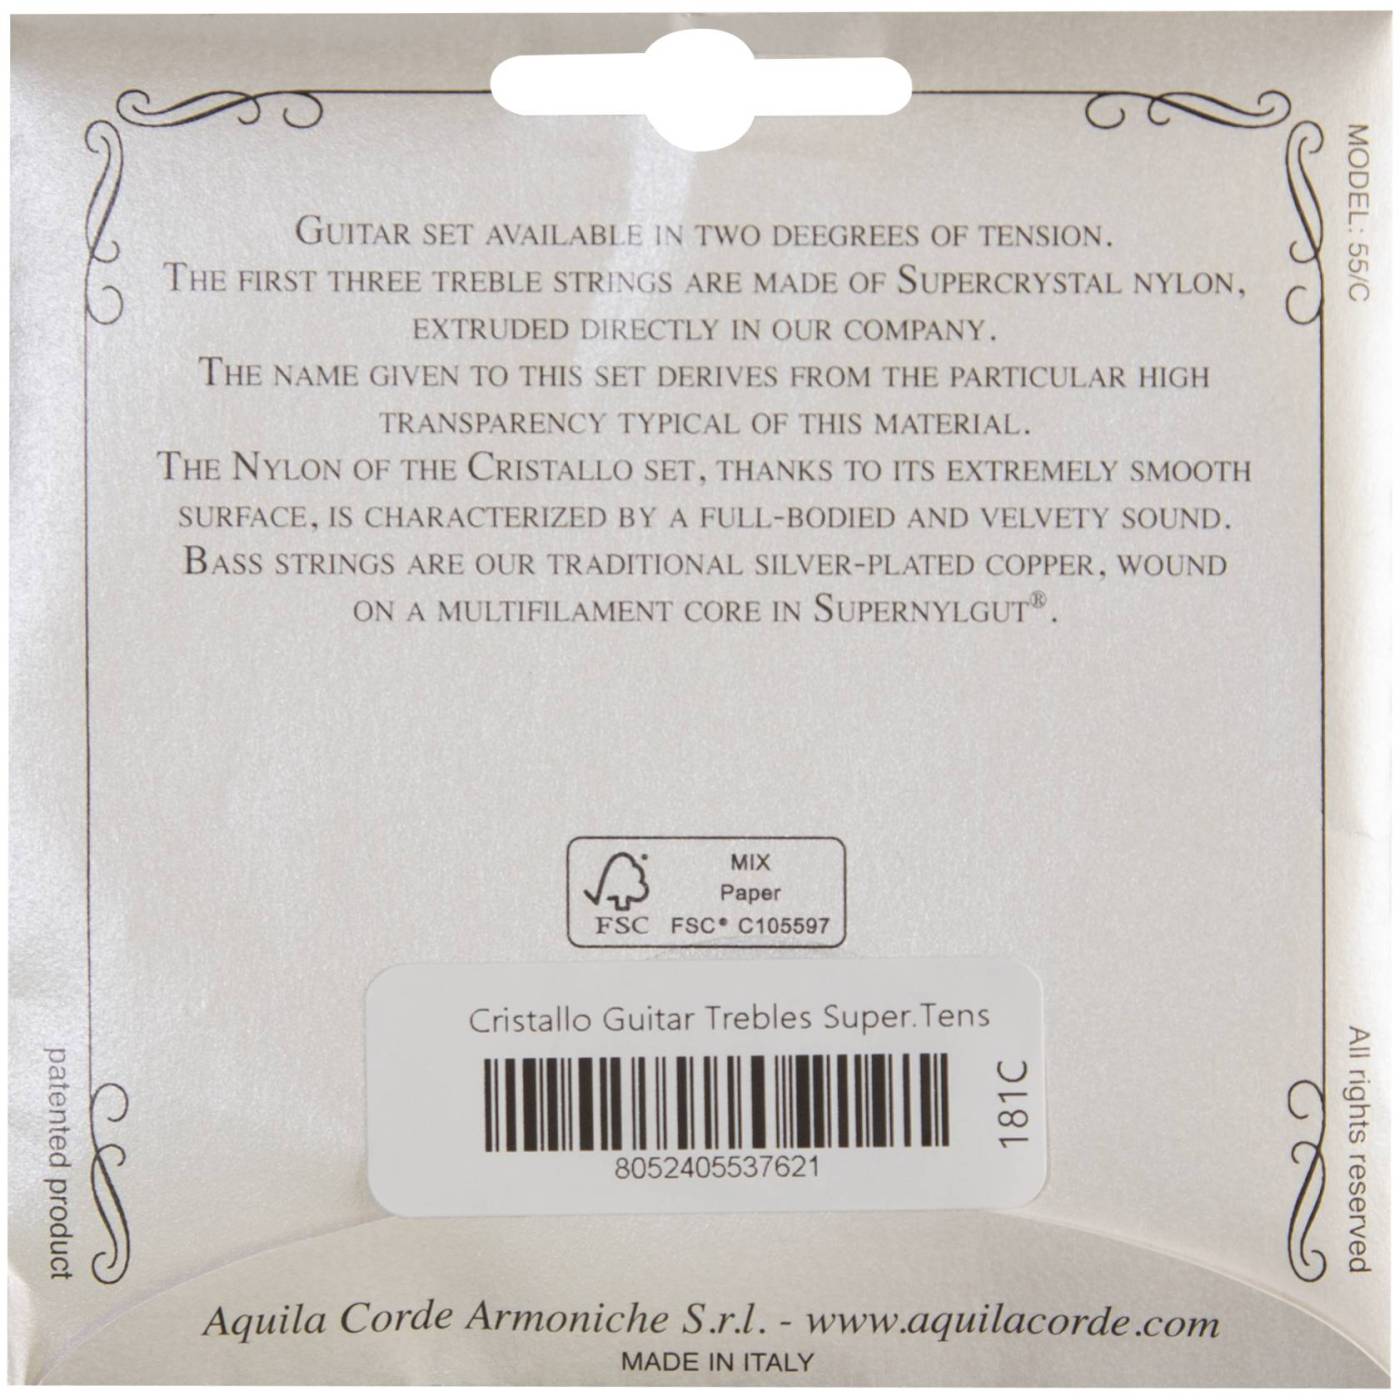 GUITAR SET AVAILABLE IN TWO DEEGREES OF TENSION.
THE FIRST THREE TREBLE STRINGS ARE MADE OF SUPERCRYSTAL NYLON,
EXTRUDED DIRECTLY IN OUR COMPANY.
THE NAME GIVEN TO THIS SET DERIVES FROM THE PARTICULAR HIGH
TRANSPARENCY TYPICAL OF THIS MATERIAL.
THE NYLON OF THE CRISTALLO SET, THANKS TO ITS EXTREMELY SMOOTH
SURFACE, IS CHARACTERIZED BY A FULL-BODIED AND VELVETY SOUND.
BASS STRINGS ARE OUR TRADITIONAL SILVER-PLATED COPPER, WOUND
ON A MULTIFILAMENT CORE IN SUPERNYLGUT®.
MODEL: 55/C
MIX
Paper
FSC
FSC® C105597
Cristallo Guitar Trebles Super.Tens
181C
8052405537621
patented product
All rights reserved
Aquila Corde Armoniche S.r.l. - www.aquilacorde.com
MADE IN ITALY